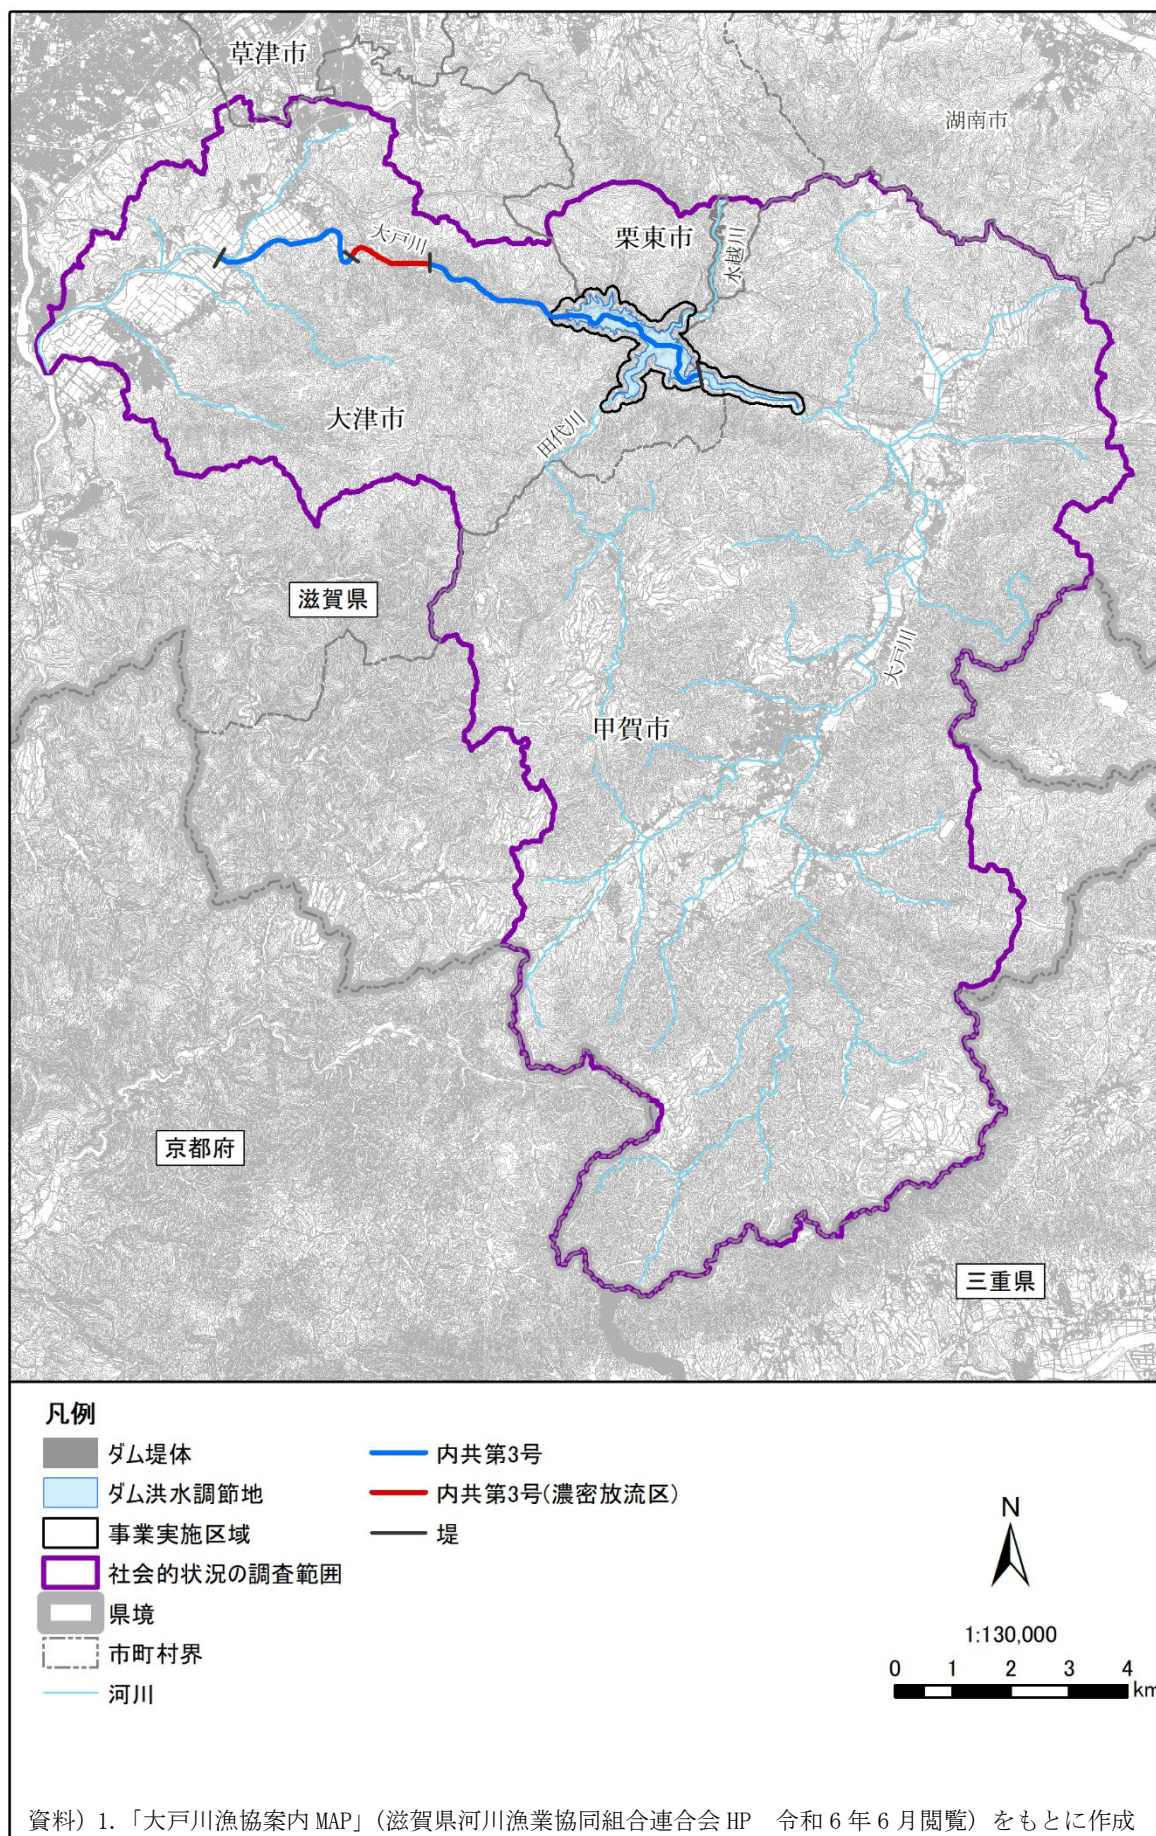 草津市
湖南市
大戸川
栗東市
水越川
大津市
田代川
滋賀県
大戸川
甲賀市
京都府
三重県
凡例
ダム堤体
ダム洪水調節地
事業実施区域
社会的状況の調査範囲
県境
市町村界
河川
内共第3号
内共第3号(濃密放流区)
堤
N
1:130,000
0 1 2 3 4
km
資料) 1.「大戸川漁協案内 MAP」(滋賀県河川漁業協同組合連合会 HP 令和 6 年 6 月閲覧) をもとに作成